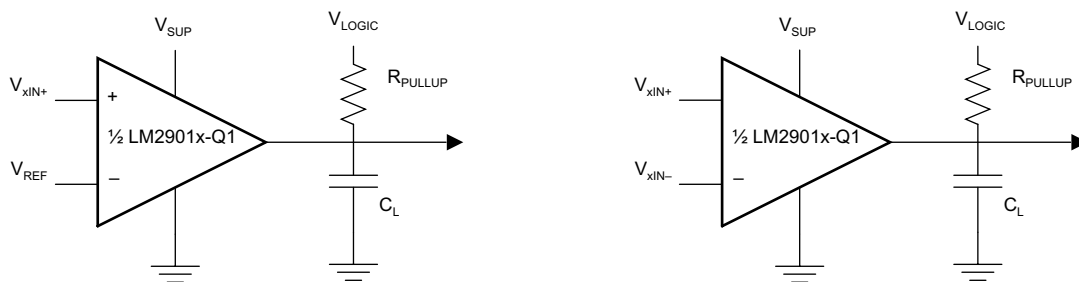 V_SUP
V_LOGIC
R_PULLUP
V_xIN+
+
½ LM2901x-Q1
V_REF
–
C_L
V_SUP
V_LOGIC
R_PULLUP
V_xIN+
½ LM2901x-Q1
V_xIN–
–
C_L